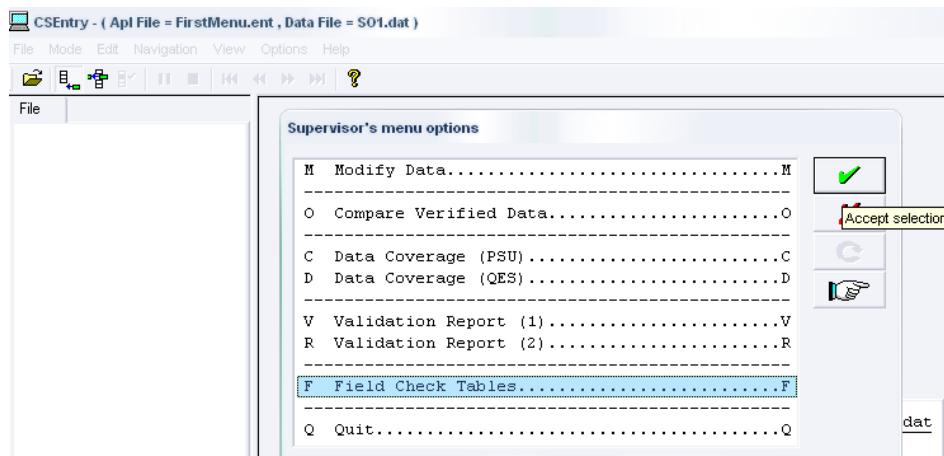 CSEntry - ( Apl File = FirstMenu.ent , Data File = SO1.dat )
File Mode Edit Navigation View Options Help
File
Supervisor's menu options
M Modify Data.................................M
-----------------------------------------------
O Compare Verified Data.......................O
-----------------------------------------------
C Data Coverage (PSU).........................C
D Data Coverage (QES).........................D
-----------------------------------------------
V Validation Report (1).......................V
R Validation Report (2).......................R
-----------------------------------------------
F Field Check Tables..........................F
-----------------------------------------------
Q Quit........................................Q
Accept selection
dat